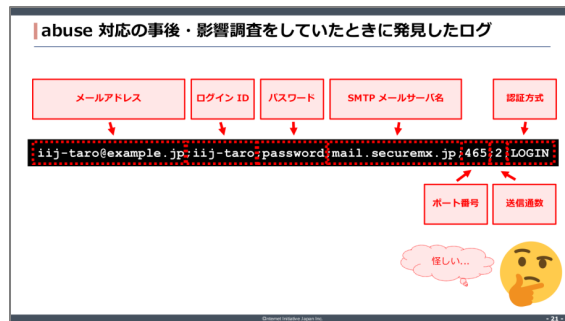 abuse 対応の事後・影響調査をしていたときに発見したログ
メールアドレス
ログイン ID
パスワード
SMTP メールサーバ名
認証方式
iij-taro@example.jp:iij-taro:password:mail.securemx.jp:465:2:LOGIN
ポート番号
送信通数
怪しい...
©Internet Initiative Japan Inc.
- 21 -